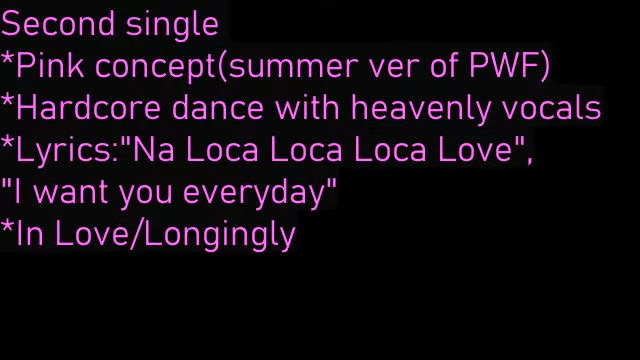 Second single
*Pink concept(summer ver of PWF)
*Hardcore dance with heavenly vocals
*Lyrics:"Na Loca Loca Loca Love",
"I want you everyday"
*In Love/Longingly